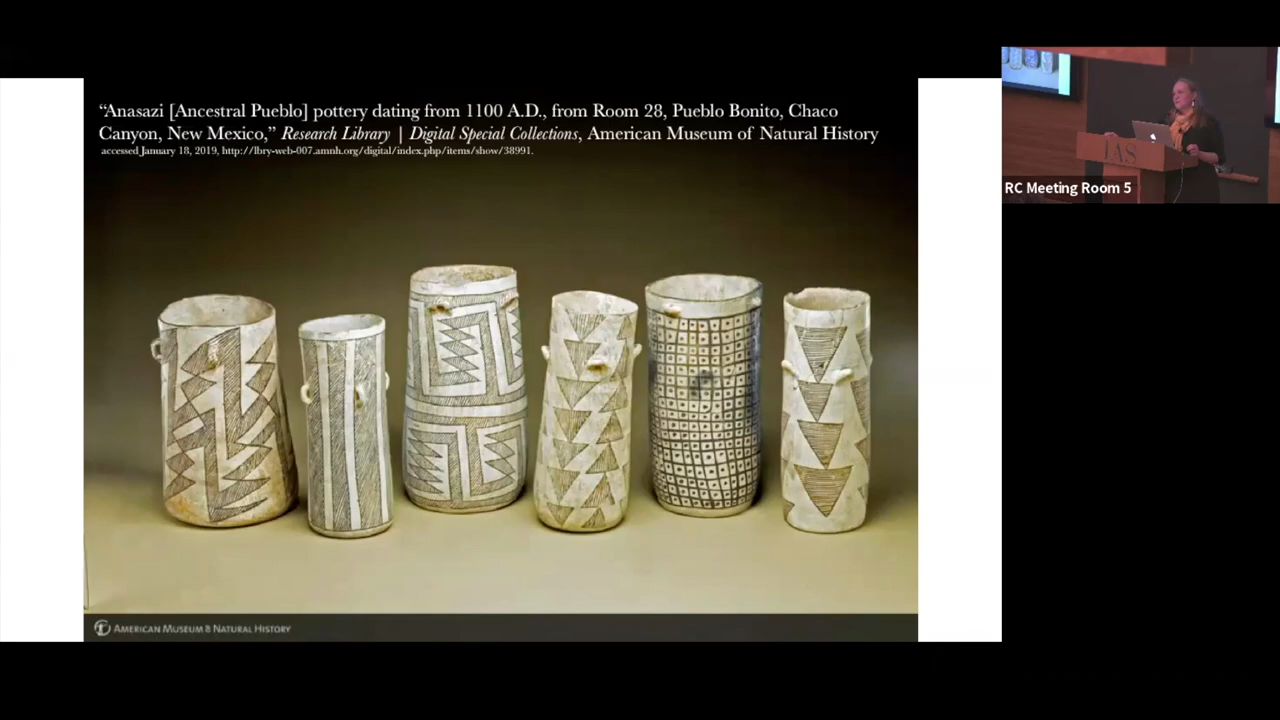 “Anasazi [Ancestral Pueblo] pottery dating from 1100 A.D., from Room 28, Pueblo Bonito, Chaco
Canyon, New Mexico,” Research Library | Digital Special Collections, American Museum of Natural History
accessed January 18, 2019, http://lbry-web-007.amnh.org/digital/index.php/items/show/38991.
IAS
RC Meeting Room 5
AMERICAN MUSEUM & NATURAL HISTORY